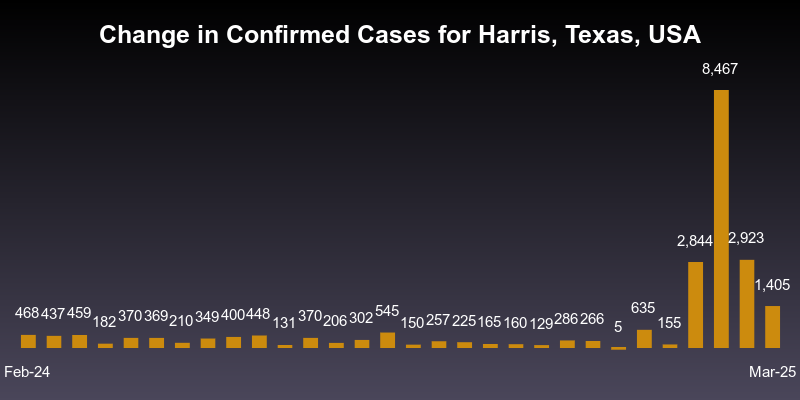 Change in Confirmed Cases for Harris, Texas, USA
8,467
2,844 2,923
1,405
468 437 459 182 370 369 210 349 400 448 131 370 206 302 545 150 257 225 165 160 129 286 266 5 635 155
Feb-24 Mar-25